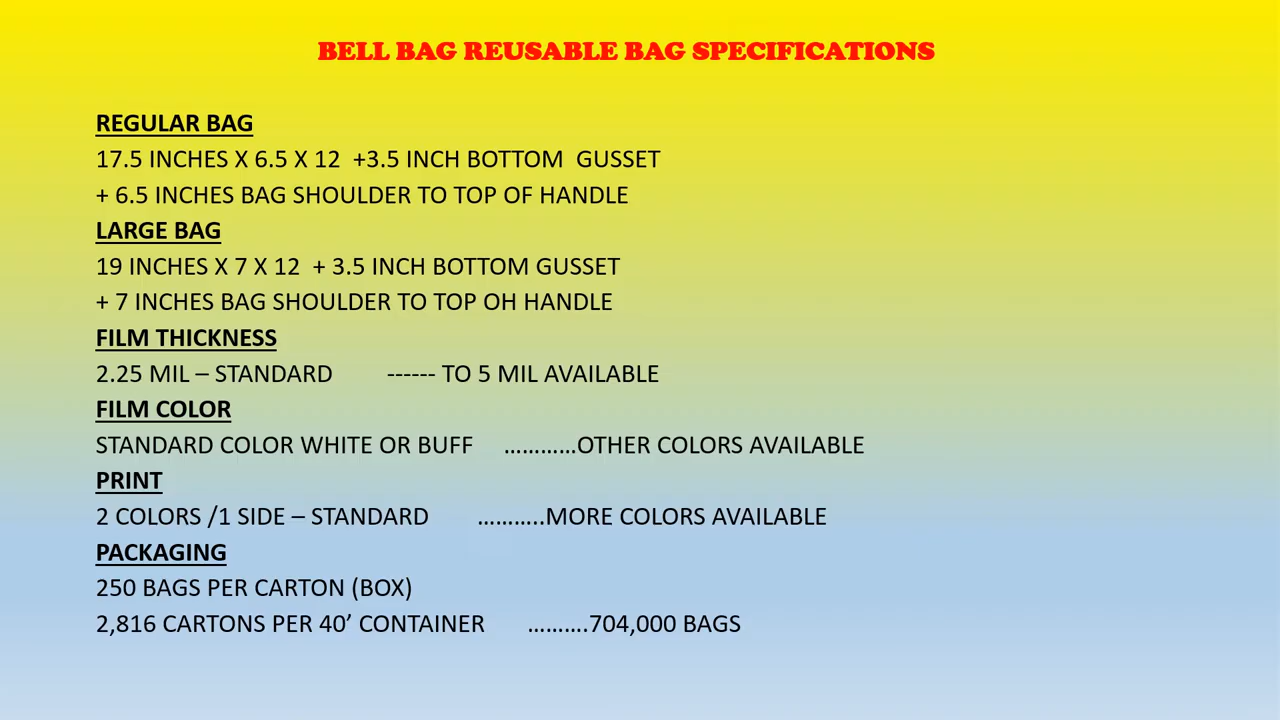 BELL BAG REUSABLE BAG SPECIFICATIONS
REGULAR BAG
17.5 INCHES X 6.5 X 12  +3.5 INCH BOTTOM  GUSSET
+ 6.5 INCHES BAG SHOULDER TO TOP OF HANDLE
LARGE BAG
19 INCHES X 7 X 12  + 3.5 INCH BOTTOM GUSSET
+ 7 INCHES BAG SHOULDER TO TOP OH HANDLE
FILM THICKNESS
2.25 MIL – STANDARD        ------ TO 5 MIL AVAILABLE
FILM COLOR
STANDARD COLOR WHITE OR BUFF     …………OTHER COLORS AVAILABLE
PRINT
2 COLORS /1 SIDE – STANDARD        ………..MORE COLORS AVAILABLE
PACKAGING
250 BAGS PER CARTON (BOX)
2,816 CARTONS PER 40’ CONTAINER       ……….704,000 BAGS